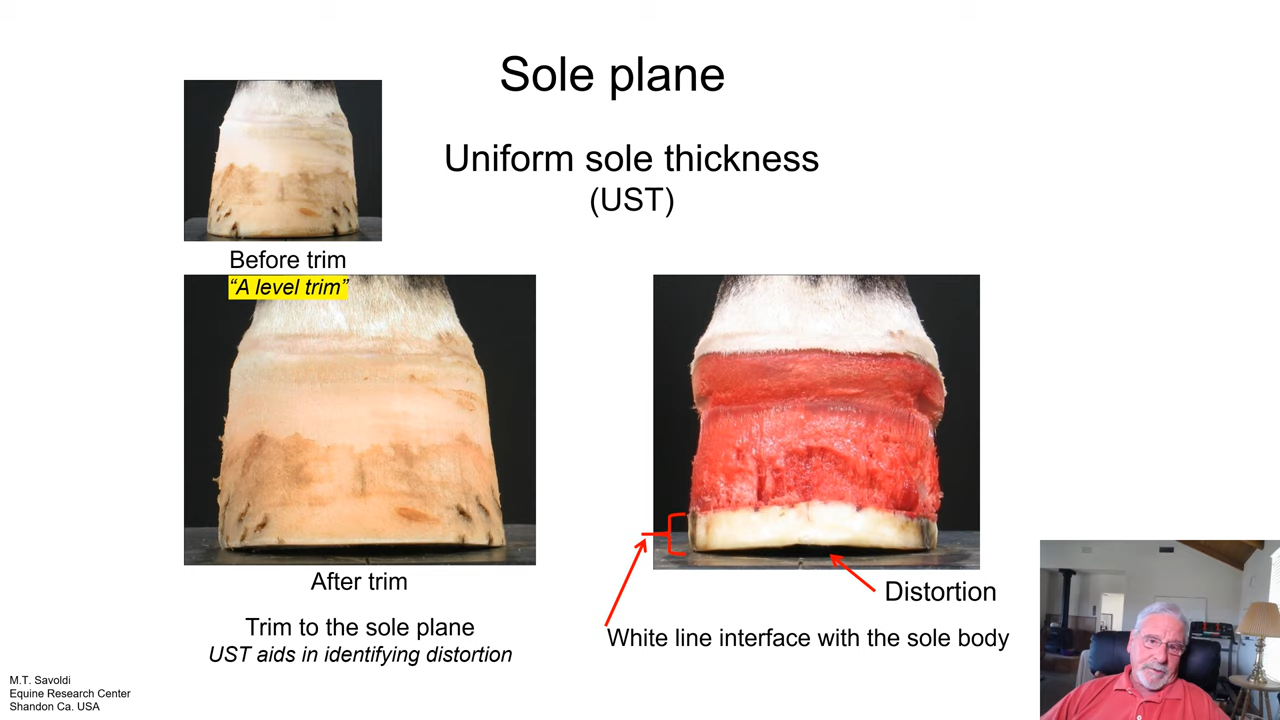 Sole plane
Uniform sole thickness
(UST)
Before trim
“A level trim”
After trim
Trim to the sole plane
UST aids in identifying distortion
Distortion
White line interface with the sole body
M.T. Savoldi
Equine Research Center
Shandon Ca. USA